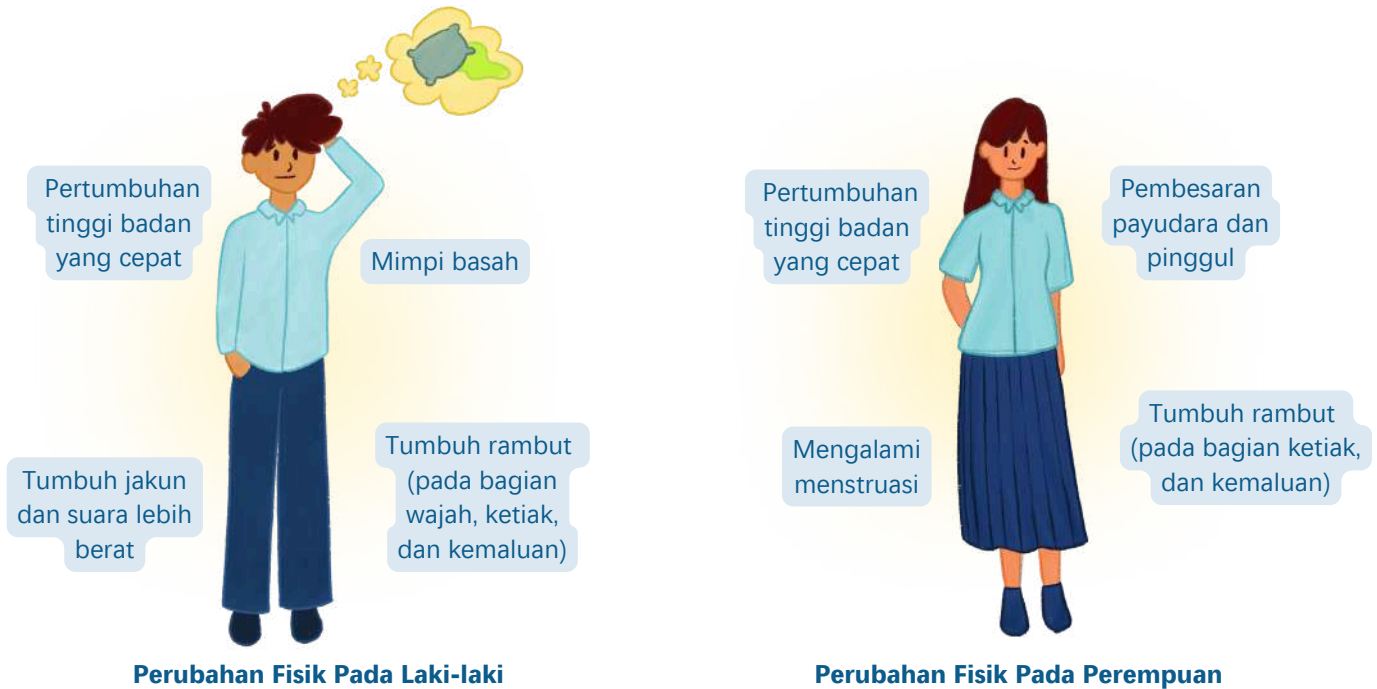 Pertumbuhan
tinggi badan
yang cepat
Mimpi basah
Tumbuh jakun
dan suara lebih
berat
Tumbuh rambut
(pada bagian
wajah, ketiak,
dan kemaluan)
Perubahan Fisik Pada Laki-laki
Pertumbuhan
tinggi badan
yang cepat
Pembesaran
payudara dan
pinggul
Mengalami
menstruasi
Tumbuh rambut
(pada bagian ketiak,
dan kemaluan)
Perubahan Fisik Pada Perempuan